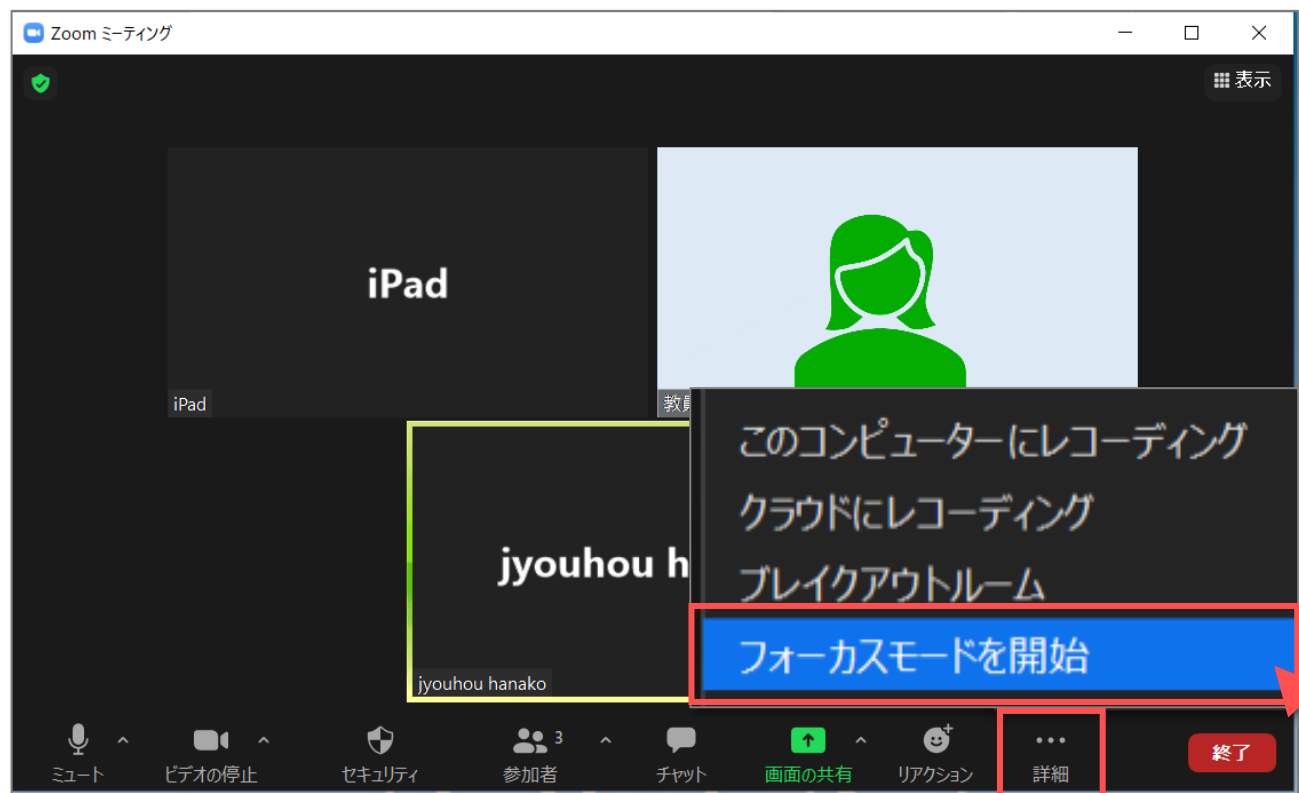 Zoom ミーティング
表示
iPad
iPad
教員
jyouhou h
jyouhou hanako
このコンピューターにレコーディング
クラウドにレコーディング
ブレイクアウトルーム
フォーカスモードを開始
3
ミュート
ビデオの停止
セキュリティ
参加者
チャット
画面の共有
リアクション
詳細
終了